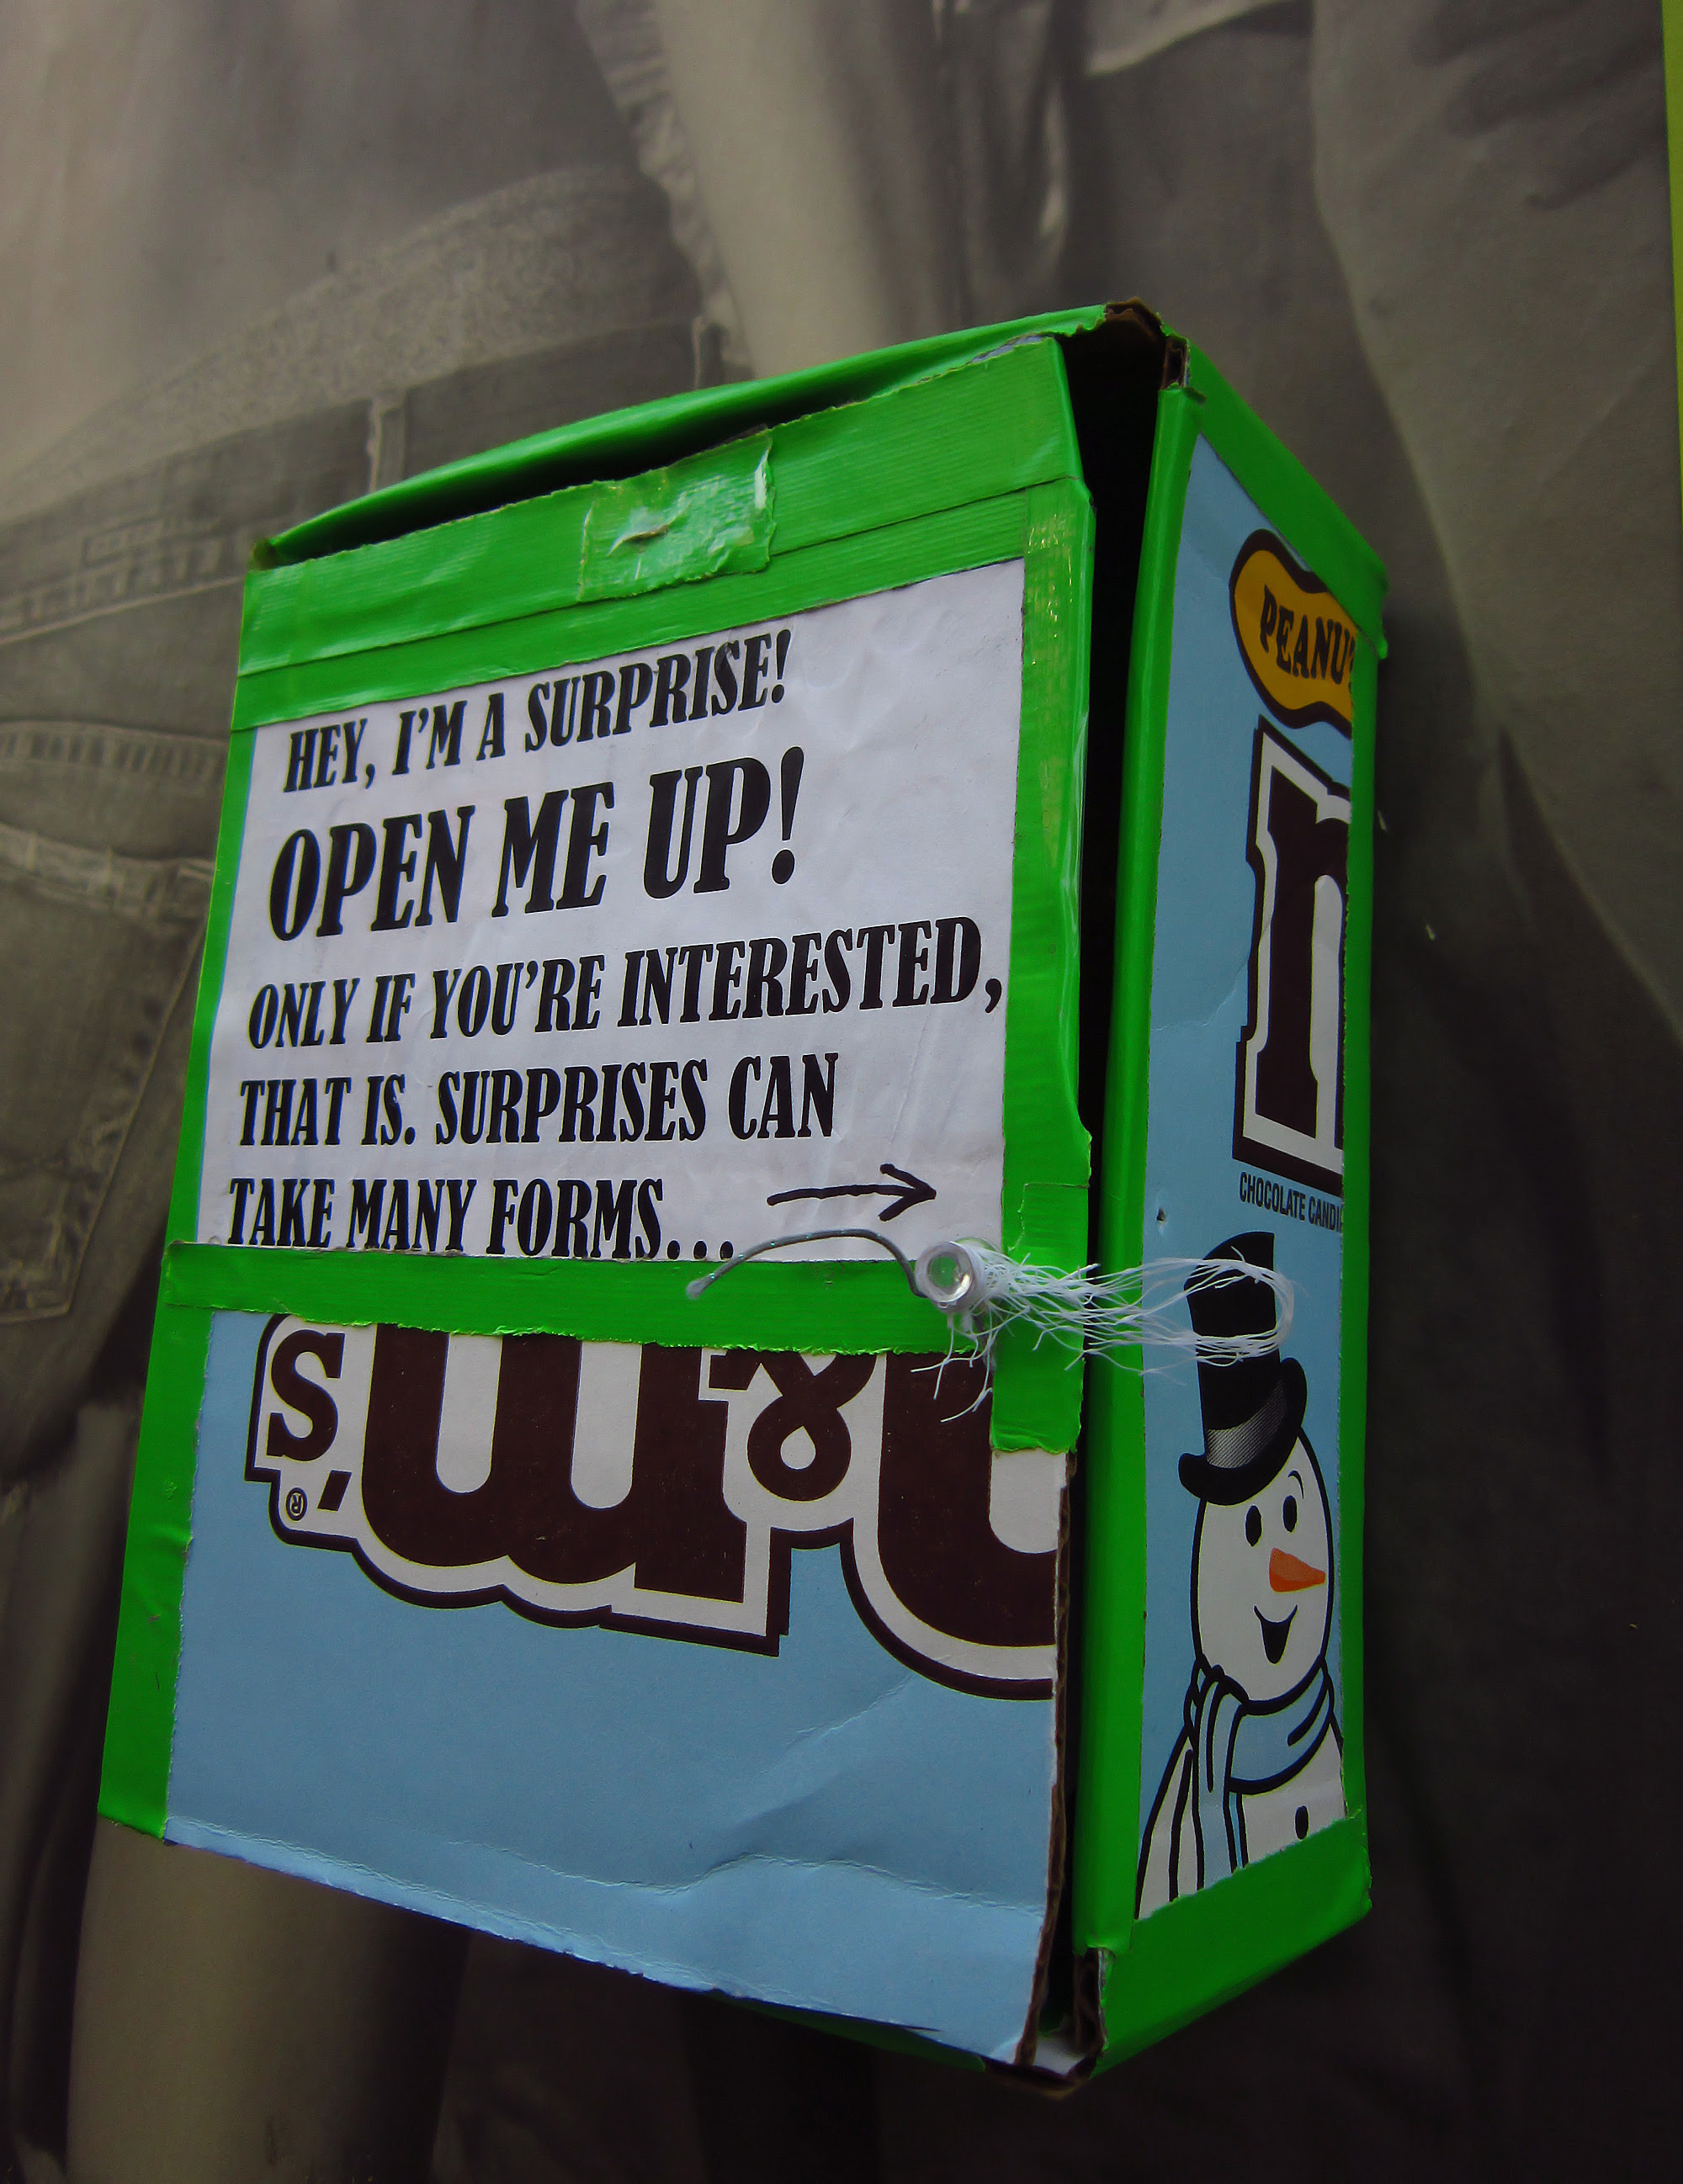 HEY, I'M A SURPRISE!
OPEN ME UP!
ONLY IF YOU'RE INTERESTED,
THAT IS. SURPRISES CAN
TAKE MANY FORMS...
m&m's®
PEANU
m
CHOCOLATE CANDI